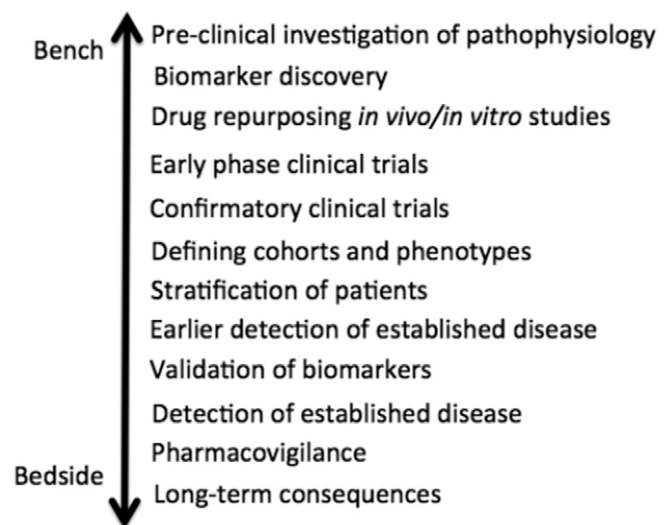 Bench
Pre-clinical investigation of pathophysiology
Biomarker discovery
Drug repurposing in vivo/in vitro studies
Early phase clinical trials
Confirmatory clinical trials
Defining cohorts and phenotypes
Stratification of patients
Earlier detection of established disease
Validation of biomarkers
Detection of established disease
Pharmacovigilance
Bedside
Long-term consequences